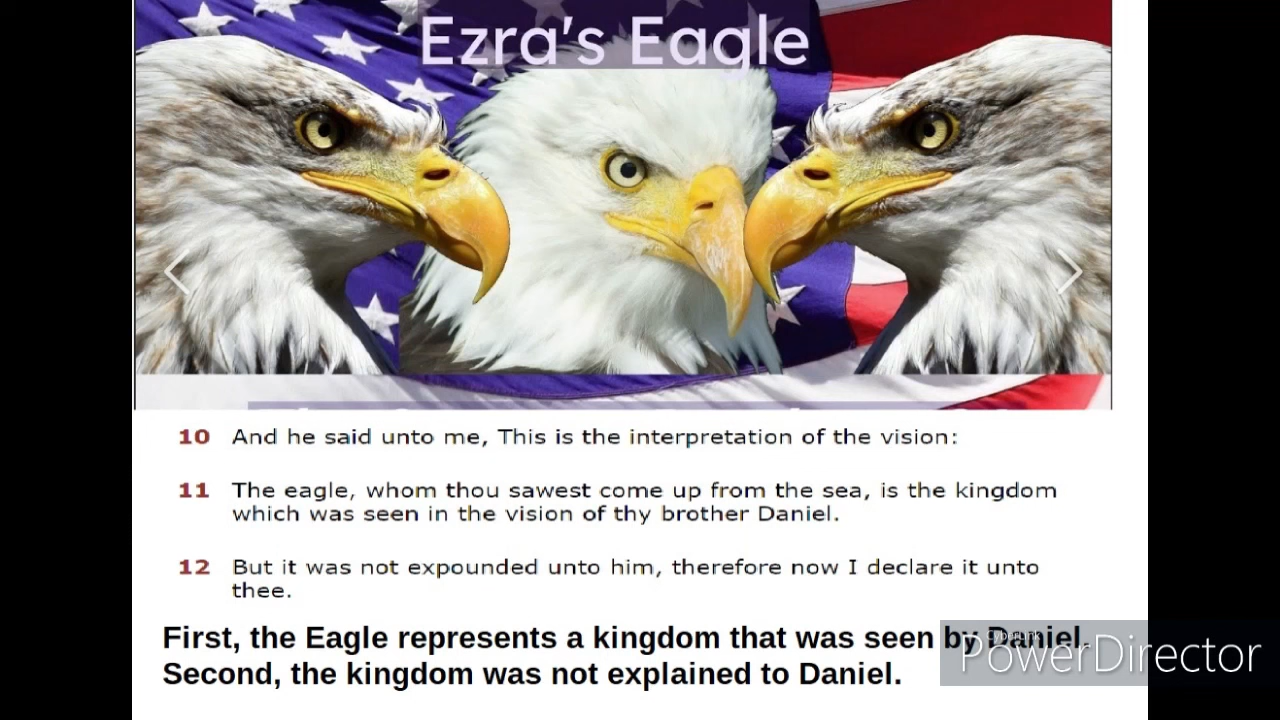 Ezra's Eagle
10 And he said unto me, This is the interpretation of the vision:
11 The eagle, whom thou sawest come up from the sea, is the kingdom
which was seen in the vision of thy brother Daniel.
12 But it was not expounded unto him, therefore now I declare it unto
thee.
First, the Eagle represents a kingdom that was seen by Daniel.
Second, the kingdom was not explained to Daniel.
CyberLink
PowerDirector